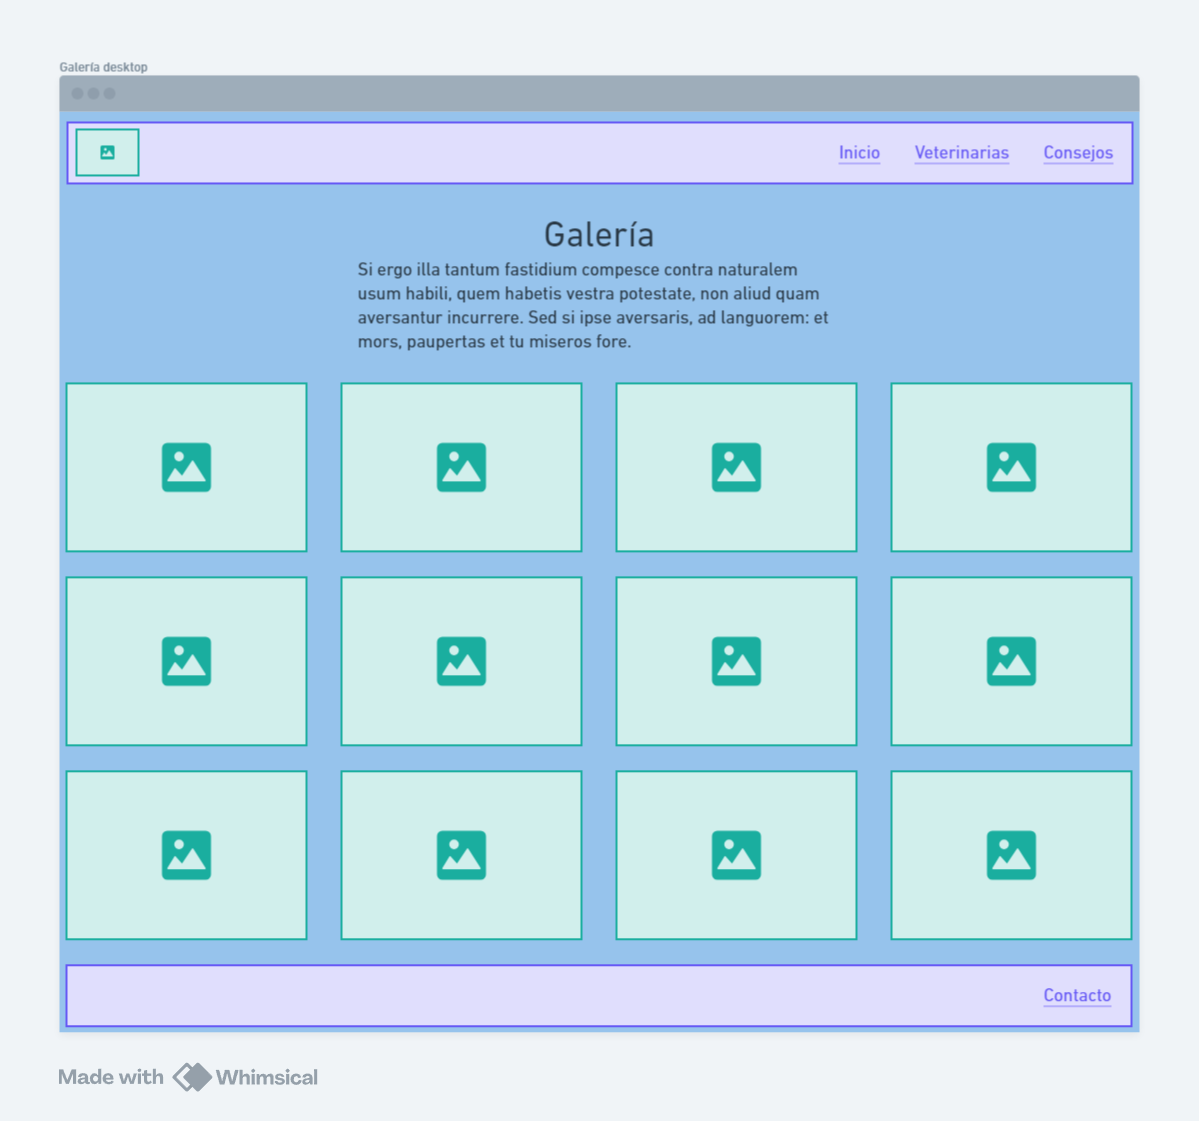 Galería desktop
Inicio Veterinarias Consejos
Galería
Si ergo illa tantum fastidium compesce contra naturalem
usum habili, quem habetis vestra potestate, non aliud quam
aversantur incurrere. Sed si ipse aversaris, ad languorem: et
mors, paupertas et tu miseros fore.
Contacto
Made with Whimsical